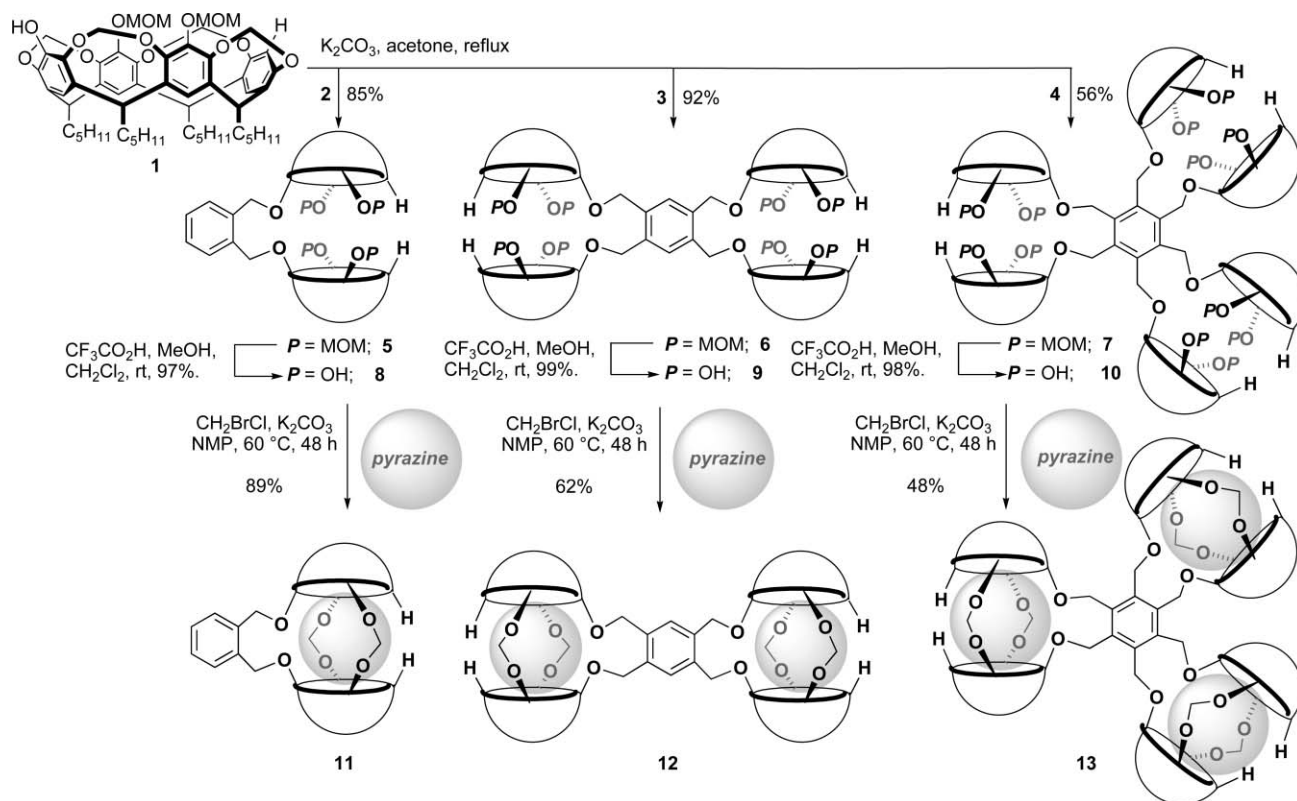 HO
OMOM OMOM
H
O O O O O O O O
C5H11 C5H11 C5H11 C5H11
1
K2CO3, acetone, reflux
2 85%
3 92%
4 56%
O PO OP H
O PO OP H
H PO OP O
H PO OP O
O PO OP H
O PO OP H
H PO OP O
H PO OP O
O OP OP H
O PO PO H
O PO PO H
O OP OP H
CF3CO2H, MeOH,
CH2Cl2, rt, 97%.
P = MOM; 5
P = OH; 8
CF3CO2H, MeOH,
CH2Cl2, rt, 99%.
P = MOM; 6
P = OH; 9
CF3CO2H, MeOH,
CH2Cl2, rt, 98%.
P = MOM; 7
P = OH; 10
CH2BrCl, K2CO3
NMP, 60 °C, 48 h
89%
pyrazine
CH2BrCl, K2CO3
NMP, 60 °C, 48 h
62%
pyrazine
CH2BrCl, K2CO3
NMP, 60 °C, 48 h
48%
pyrazine
O O O H
O O O H
H O O O
H O O O
O O O H
O O O H
H O O O
H O O O
O O O H
O O O H
O O O H
O O O H
11
12
13